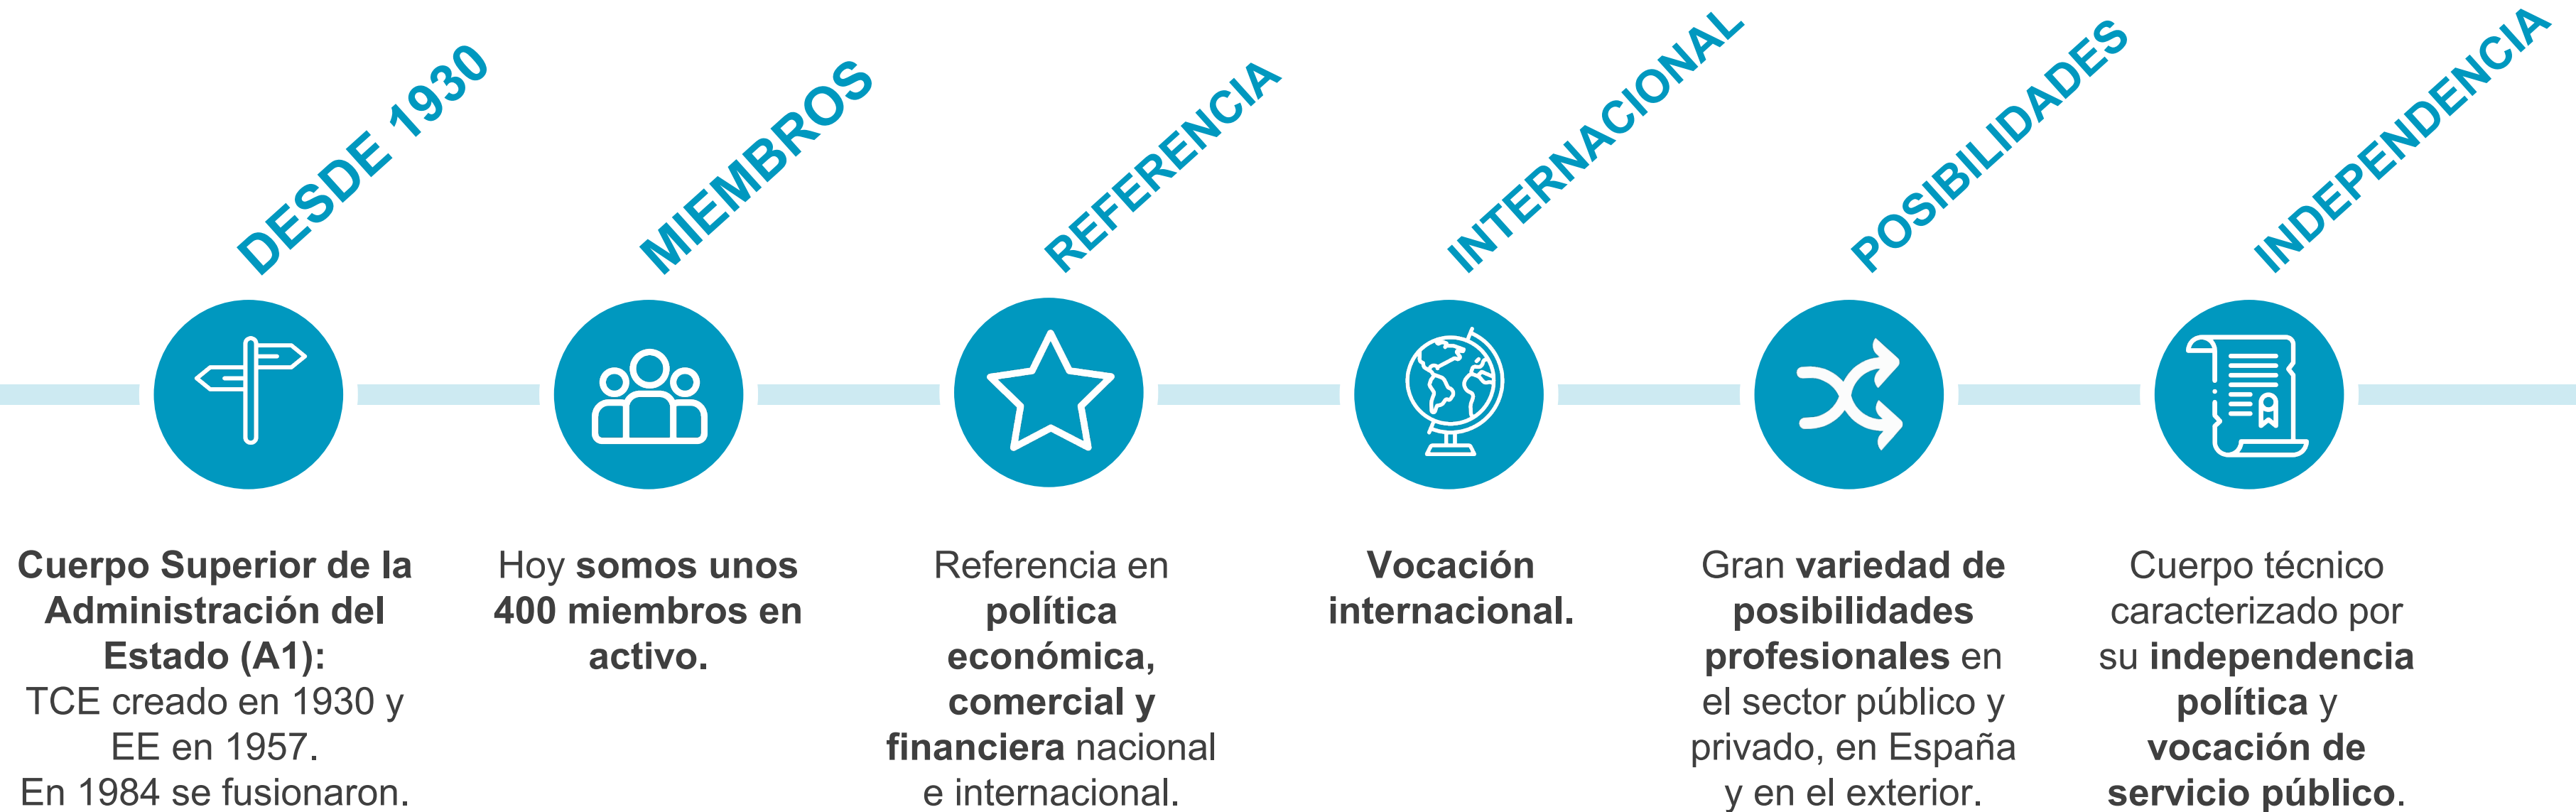 DESDE 1930
MIEMBROS
REFERENCIA
INTERNACIONAL
POSIBILIDADES
INDEPENDENCIA
Cuerpo Superior de la
Administración del
Estado (A1):
TCE creado en 1930 y
EE en 1957.
En 1984 se fusionaron.
Hoy somos unos
400 miembros en
activo.
Referencia en
política
económica,
comercial y
financiera nacional
e internacional.
Vocación
internacional.
Gran variedad de
posibilidades
profesionales en
el sector público y
privado, en España
y en el exterior.
Cuerpo técnico
caracterizado por
su independencia
política y
vocación de
servicio público.